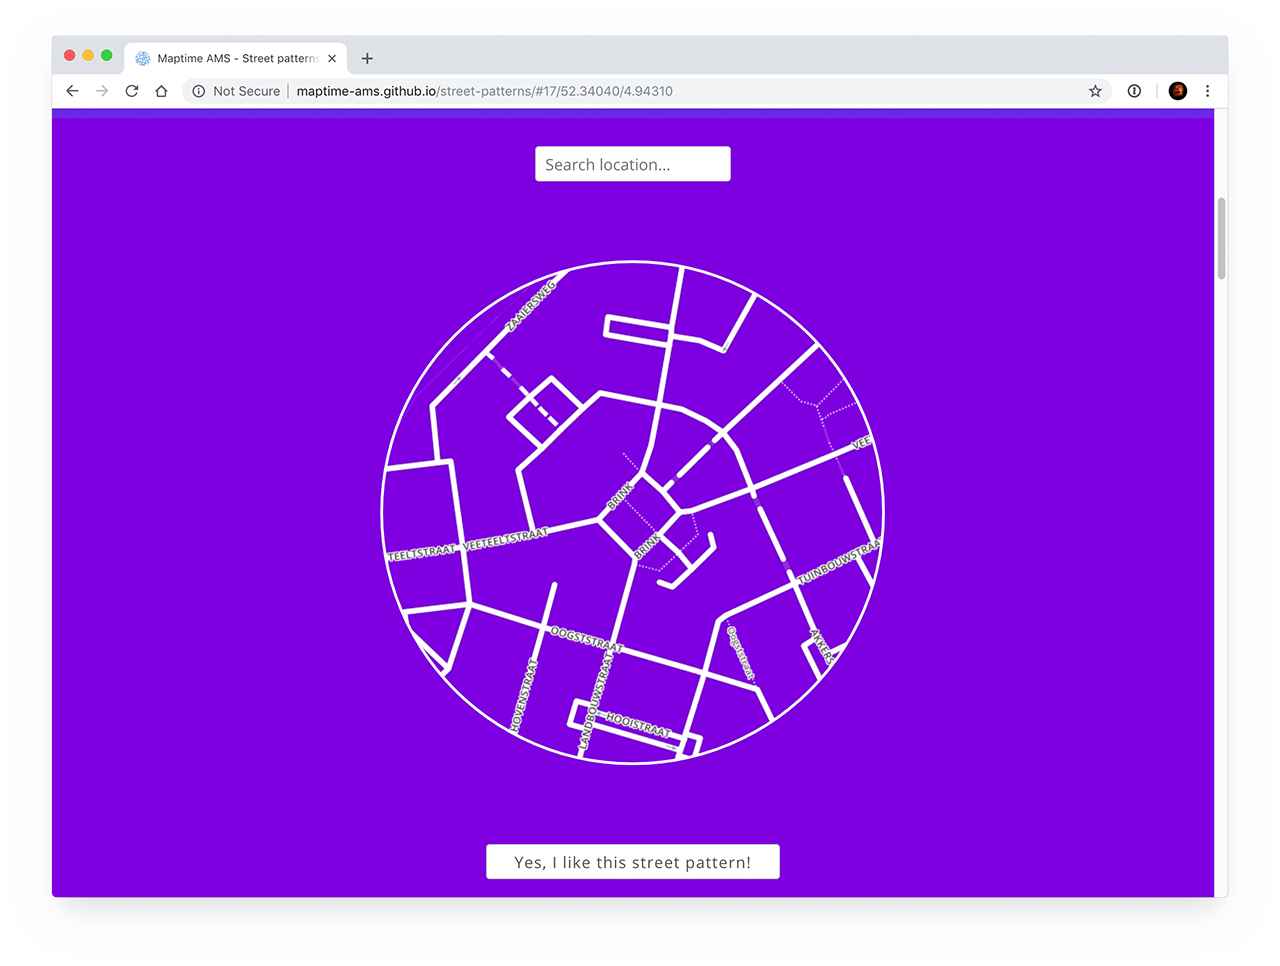 Maptime AMS - Street patterns
Not Secure
maptime-ams.github.io/street-patterns/#17/52.34040/4.94310
Search location...
ZAAIERSWEG
VEE
BRINK
BRINK
TEELTSTRAAT
VEETEELTSTRAAT
TUINBOUWSTRAA
OOGSTSTRAAT
Oogststraat
AKKERS
HOVENSTRAAT
LANDBOUWSTRAAT
HOOISTRAAT
Yes, I like this street pattern!